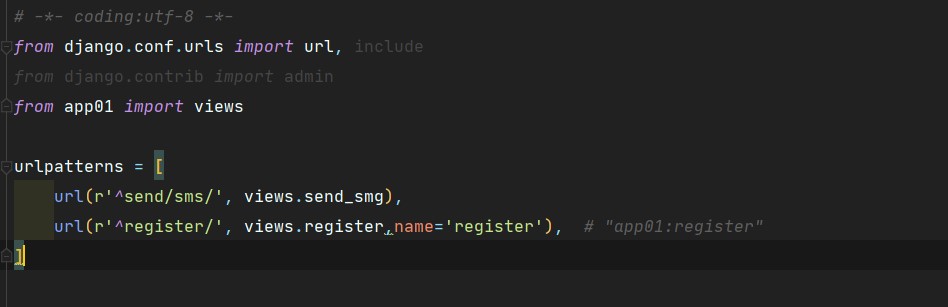 # -*- coding:utf-8 -*-
from django.conf.urls import url, include
from django.contrib import admin
from app01 import views
urlpatterns = [
url(r'^send/sms/', views.send_smg),
url(r'^register/', views.register,name='register'),  # "app01:register"
]